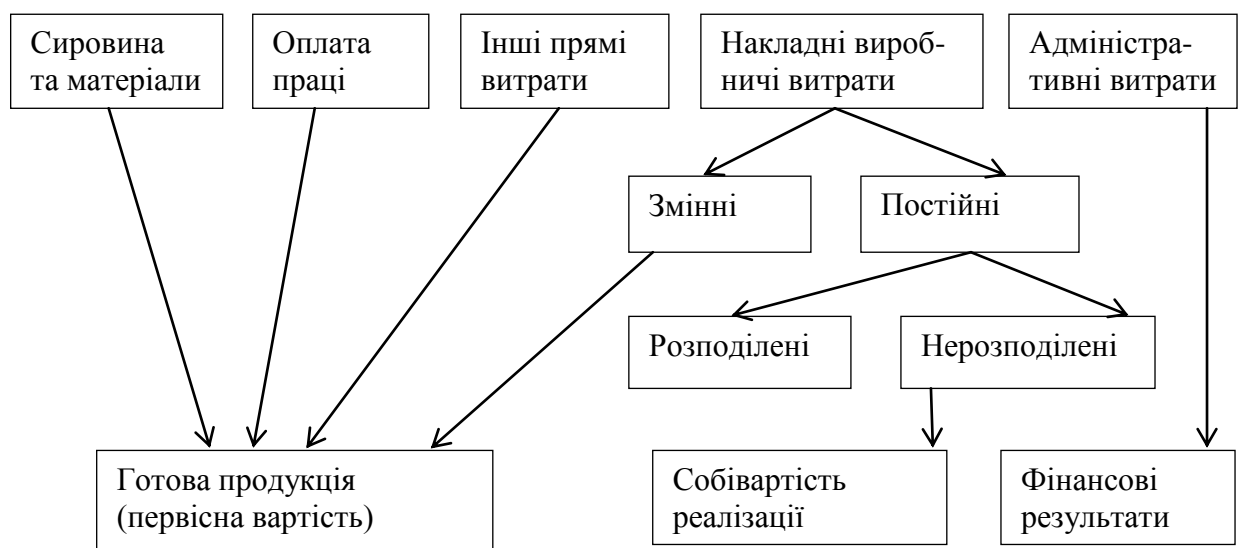 Сировина
та матеріали
Оплата
праці
Інші прямі
витрати
Накладні вироб-
ничі витрати
Адміністра-
тивні витрати
Змінні
Постійні
Розподілені
Нерозподілені
Готова продукція
(первісна вартість)
Собівартість
реалізації
Фінансові
результати